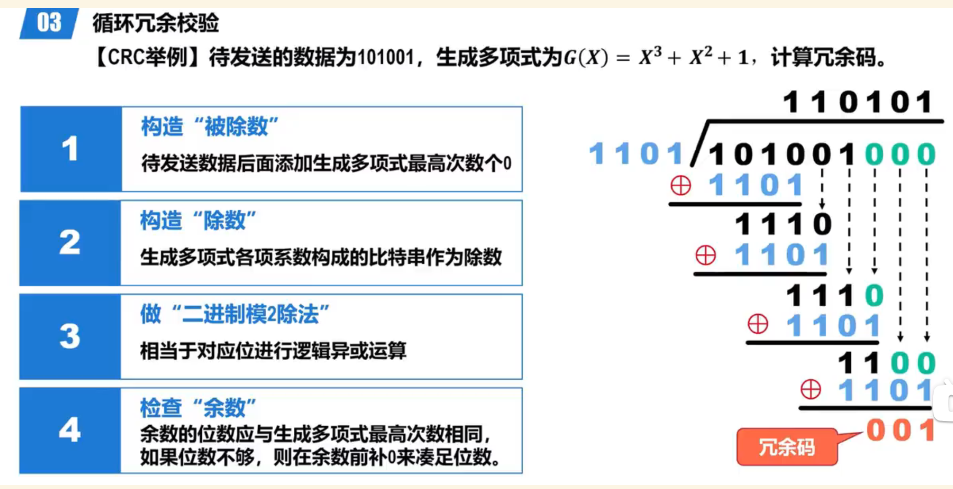 03 循环冗余校验
【CRC举例】待发送的数据为101001，生成多项式为G(X) = X³ + X² + 1，计算冗余码。
1
构造“被除数”
待发送数据后面添加生成多项式最高次数个0
2
构造“除数”
生成多项式各项系数构成的比特串作为除数
3
做“二进制模2除法”
相当于对应位进行逻辑异或运算
4
检查“余数”
余数的位数应与生成多项式最高次数相同，
如果位数不够，则在余数前补0来凑足位数。
110101
1101 101001000
⊕ 1101
1110
⊕ 1101
1110
⊕ 1101
1100
⊕ 1101
001
冗余码